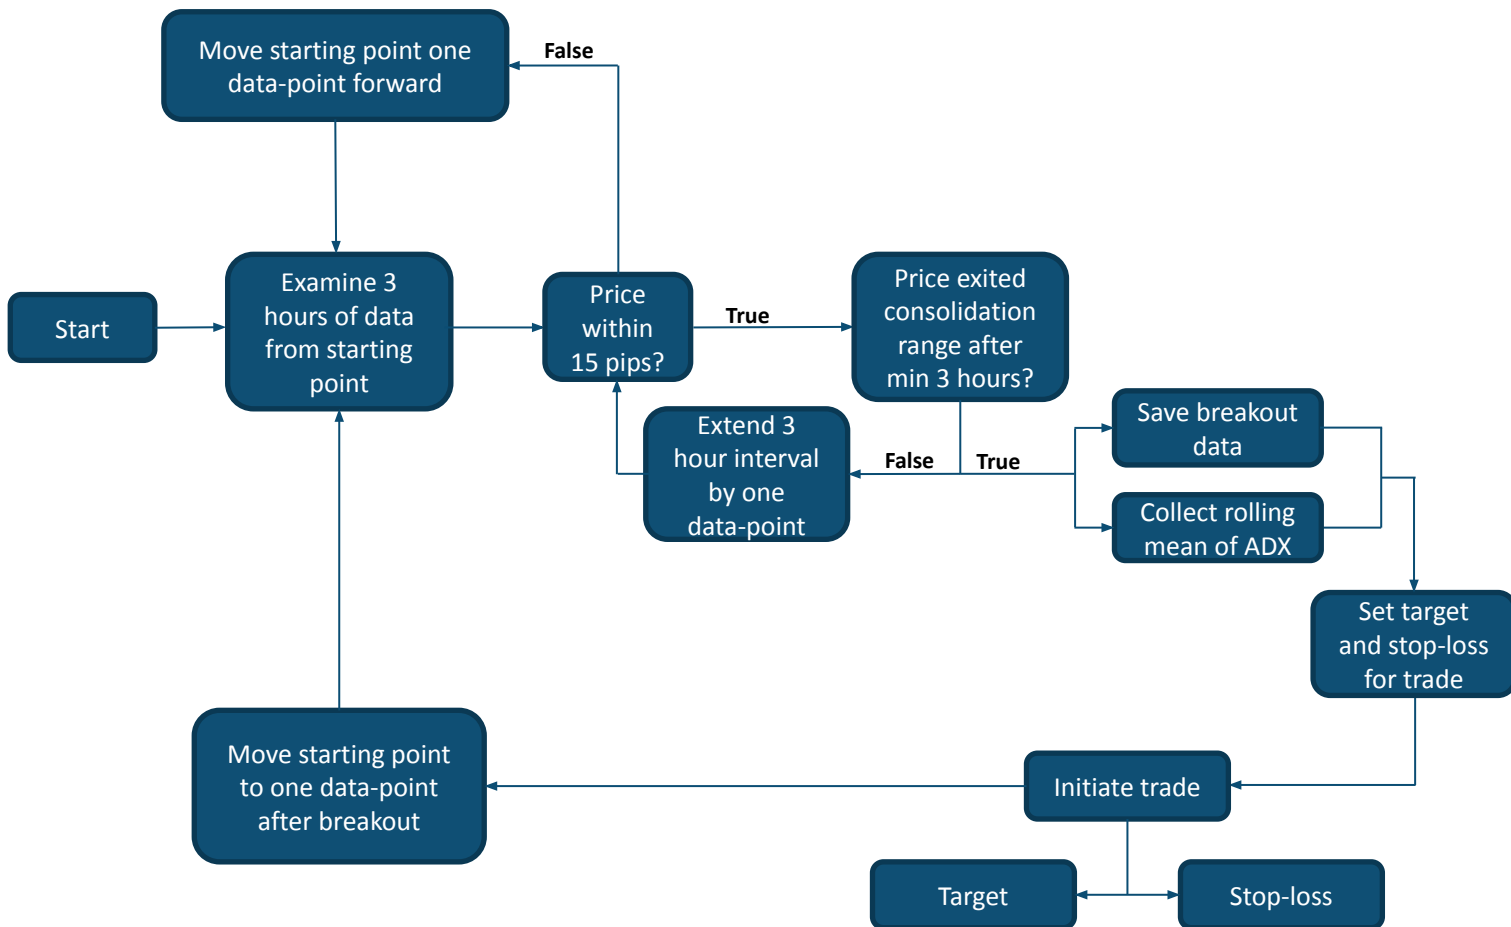 Move starting point one
data-point forward
False
Start
Examine 3
hours of data
from starting
point
Price
within
15 pips?
True
Price exited
consolidation
range after
min 3 hours?
Extend 3
hour interval
by one
data-point
False
True
Save breakout
data
Collect rolling
mean of ADX
Set target
and stop-loss
for trade
Move starting point
to one data-point
after breakout
Initiate trade
Target
Stop-loss